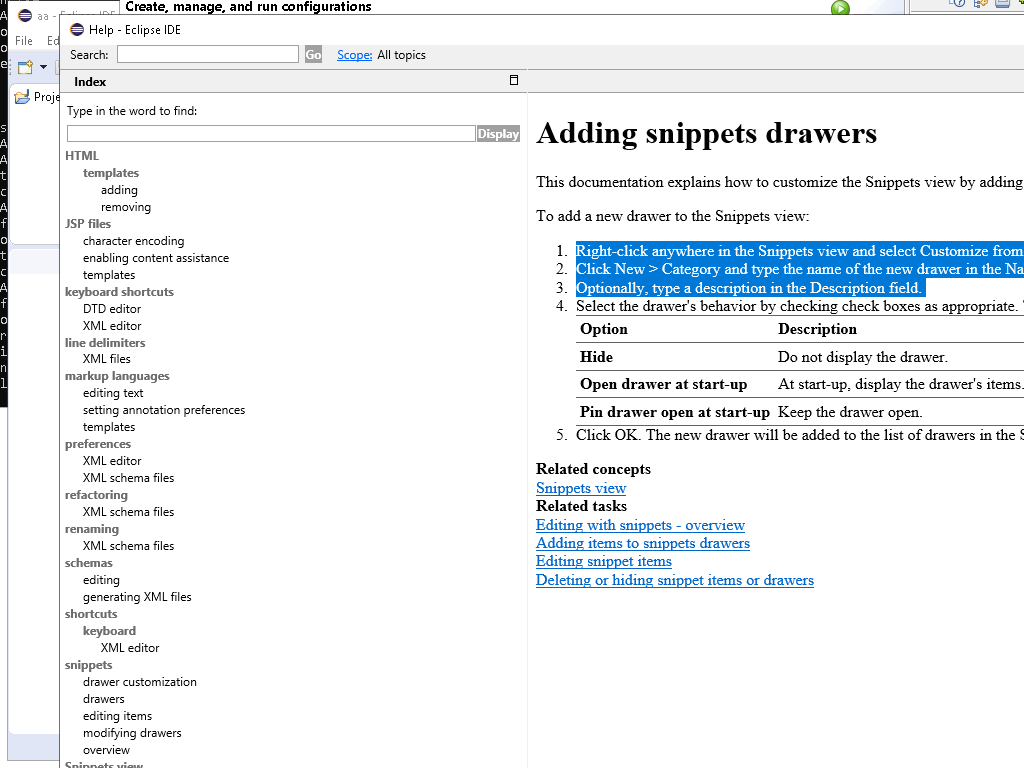 Create, manage, and run configurations
aa - Eclipse IDE
File Ed
Proje
Help - Eclipse IDE
Search: Go Scope: All topics
Index
Type in the word to find:
Display
HTML
templates
adding
removing
JSP files
character encoding
enabling content assistance
templates
keyboard shortcuts
DTD editor
XML editor
line delimiters
XML files
markup languages
editing text
setting annotation preferences
templates
preferences
XML editor
XML schema files
refactoring
XML schema files
renaming
XML schema files
schemas
editing
generating XML files
shortcuts
keyboard
XML editor
snippets
drawer customization
drawers
editing items
modifying drawers
overview
Snippets view
Adding snippets drawers
This documentation explains how to customize the Snippets view by adding
To add a new drawer to the Snippets view:
1. Right-click anywhere in the Snippets view and select Customize from
2. Click New > Category and type the name of the new drawer in the Na
3. Optionally, type a description in the Description field.
4. Select the drawer's behavior by checking check boxes as appropriate.
Option Description
Hide Do not display the drawer.
Open drawer at start-up At start-up, display the drawer's items.
Pin drawer open at start-up Keep the drawer open.
5. Click OK. The new drawer will be added to the list of drawers in the S
Related concepts
Snippets view
Related tasks
Editing with snippets - overview
Adding items to snippets drawers
Editing snippet items
Deleting or hiding snippet items or drawers